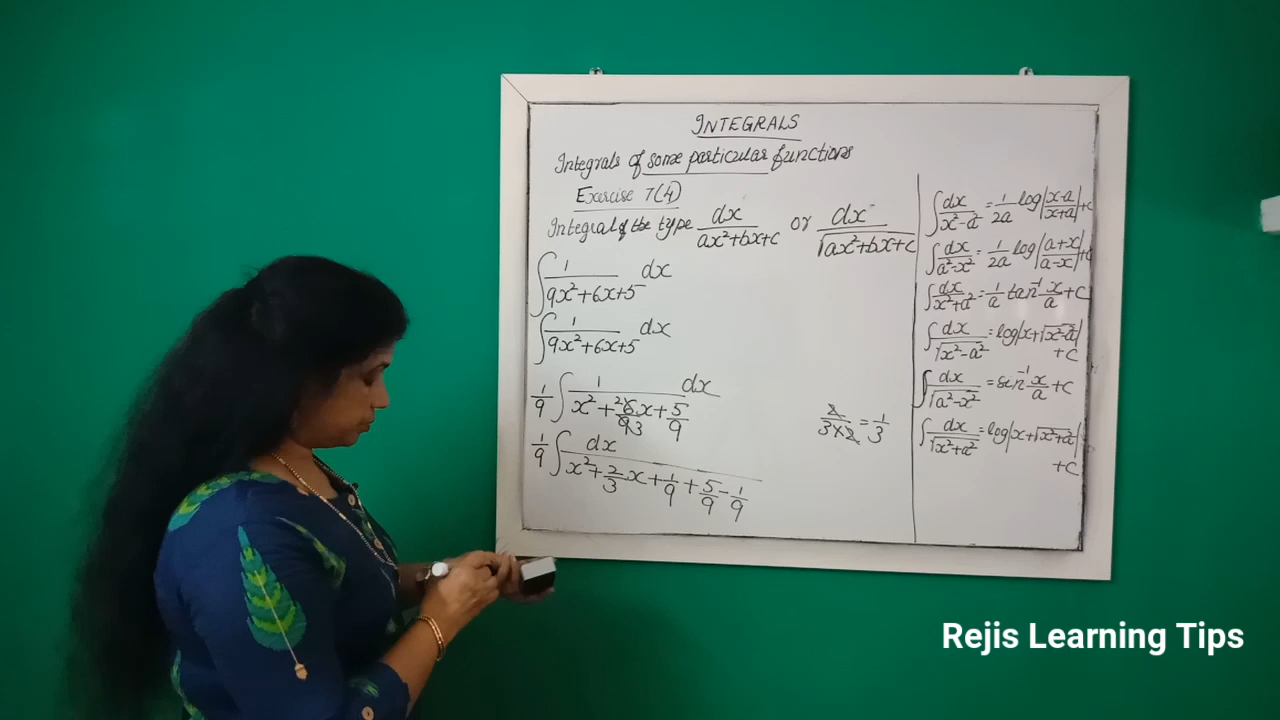 INTEGRALS
Integrals of some particular functions
Exercise 7(4)
Integral of the type dx/ax²+bx+c or dx/√ax²+bx+c
∫ 1/9x²+6x+5 dx
∫ 1/9x²+6x+5 dx
1/9 ∫ 1/x²+ 2 6/9 3 x+5/9 dx
1/9 ∫ dx/x²+2/3x+1/9+5/9-1/9
2/3×2 = 1/3
∫ dx/x²-a² = 1/2a log|x-a/x+a|+c
∫ dx/a²-x² = 1/2a log|a+x/a-x|+c
∫ dx/x²+a² = 1/a tan⁻¹ x/a +c
∫ dx/√x²-a² = log|x+√x²-a²|
+c
∫ dx/√a²-x² = sin⁻¹ x/a +c
∫ dx/√x²+a² = log|x+√x²+a²|
+c
Rejis Learning Tips